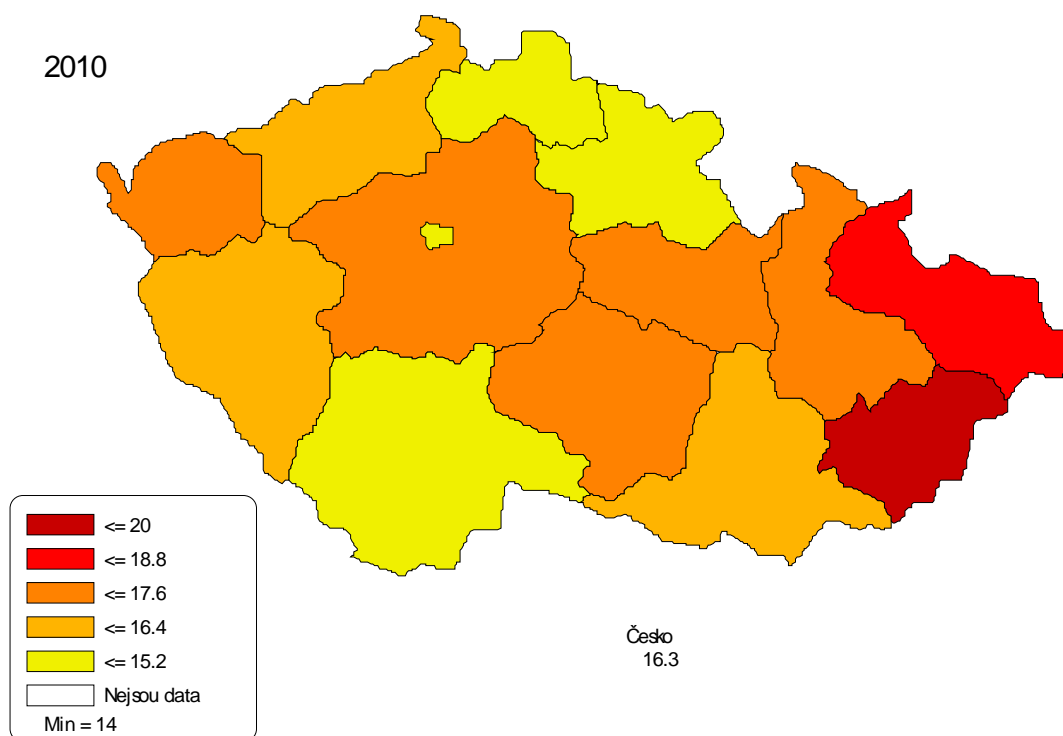 2010
<= 20
<= 18.8
<= 17.6
<= 16.4
<= 15.2
Nejsou data
Min = 14
Česko
16.3